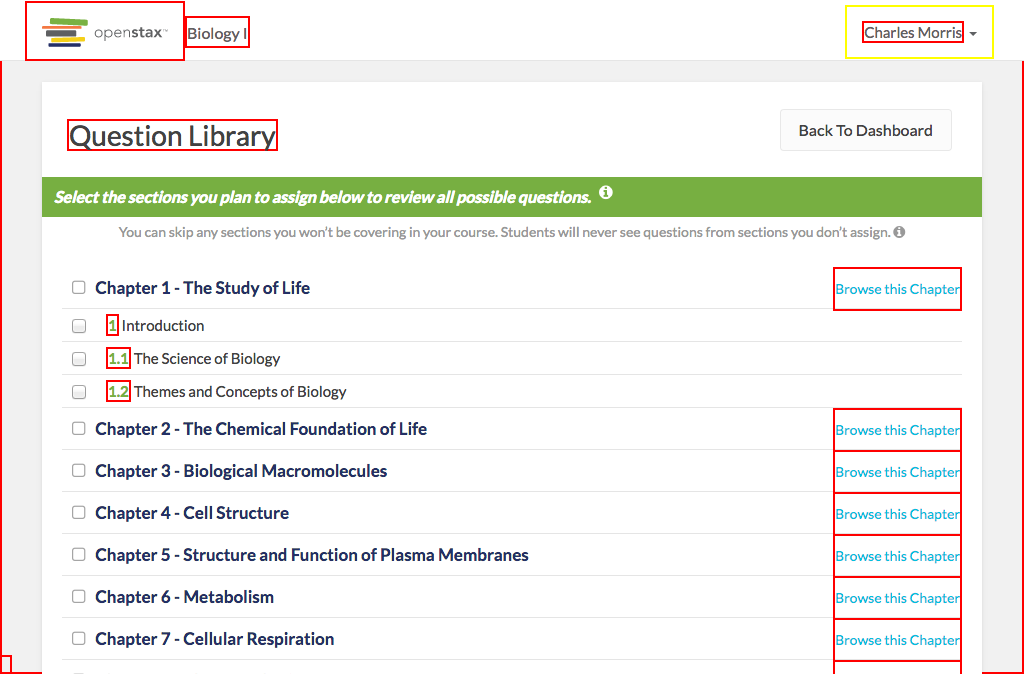 openstax™ Biology I Charles Morris
Question Library
Back To Dashboard
Select the sections you plan to assign below to review all possible questions.
You can skip any sections you won't be covering in your course. Students will never see questions from sections you don't assign.
Chapter 1 - The Study of Life Browse this Chapter
1 Introduction
1.1 The Science of Biology
1.2 Themes and Concepts of Biology
Chapter 2 - The Chemical Foundation of Life Browse this Chapter
Chapter 3 - Biological Macromolecules Browse this Chapter
Chapter 4 - Cell Structure Browse this Chapter
Chapter 5 - Structure and Function of Plasma Membranes Browse this Chapter
Chapter 6 - Metabolism Browse this Chapter
Chapter 7 - Cellular Respiration Browse this Chapter